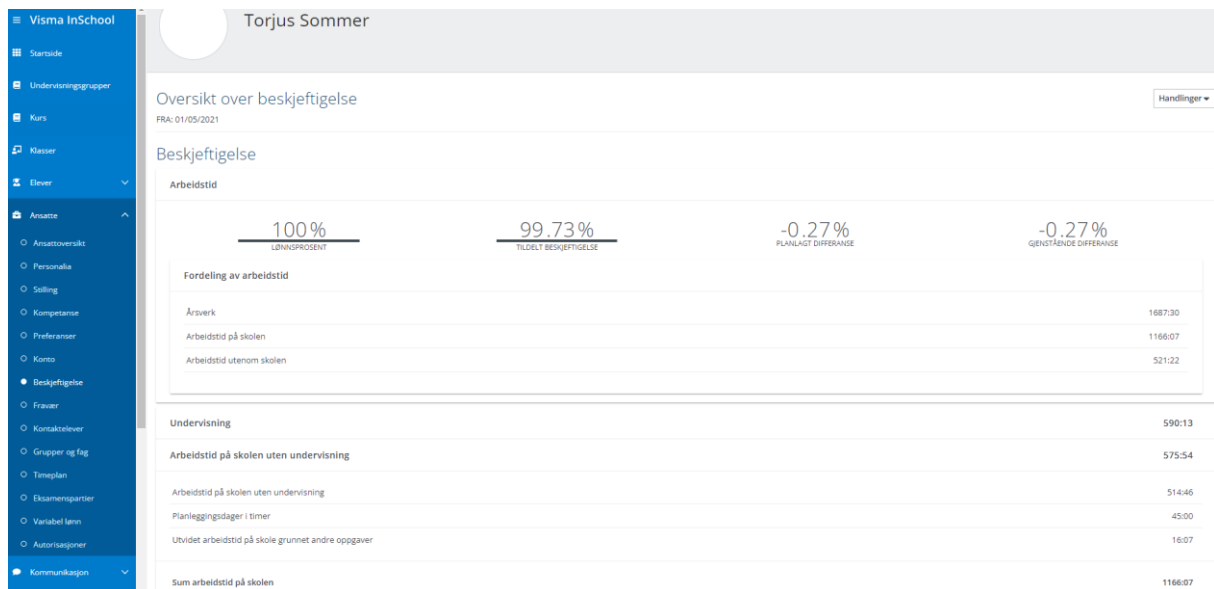 Visma InSchool
Startside
Undervisningsgrupper
Kurs
Klasser
Elever
Ansatte
Ansattoversikt
Personalia
Stilling
Kompetanse
Preferanser
Konto
Beskjeftigelse
Fravær
Kontaktelever
Grupper og fag
Timeplan
Eksamenspartier
Variabel lønn
Autorisasjoner
Kommunikasjon
Torjus Sommer
Oversikt over beskjeftigelse
Handlinger
FRA: 01/05/2021
Beskjeftigelse
Arbeidstid
100% 99.73% -0.27% -0.27%
LØNNSPROSENT TILDELT BESKJEFTIGELSE PLANLAGT DIFFERANSE GJENSTÅENDE DIFFERANSE
Fordeling av arbeidstid
Årsverk 1687:30
Arbeidstid på skolen 1166:07
Arbeidstid utenom skolen 521:22
Undervisning 590:13
Arbeidstid på skolen uten undervisning 575:54
Arbeidstid på skolen uten undervisning 514:46
Planleggingsdager i timer 45:00
Utvidet arbeidstid på skole grunnet andre oppgaver 16:07
Sum arbeidstid på skolen 1166:07